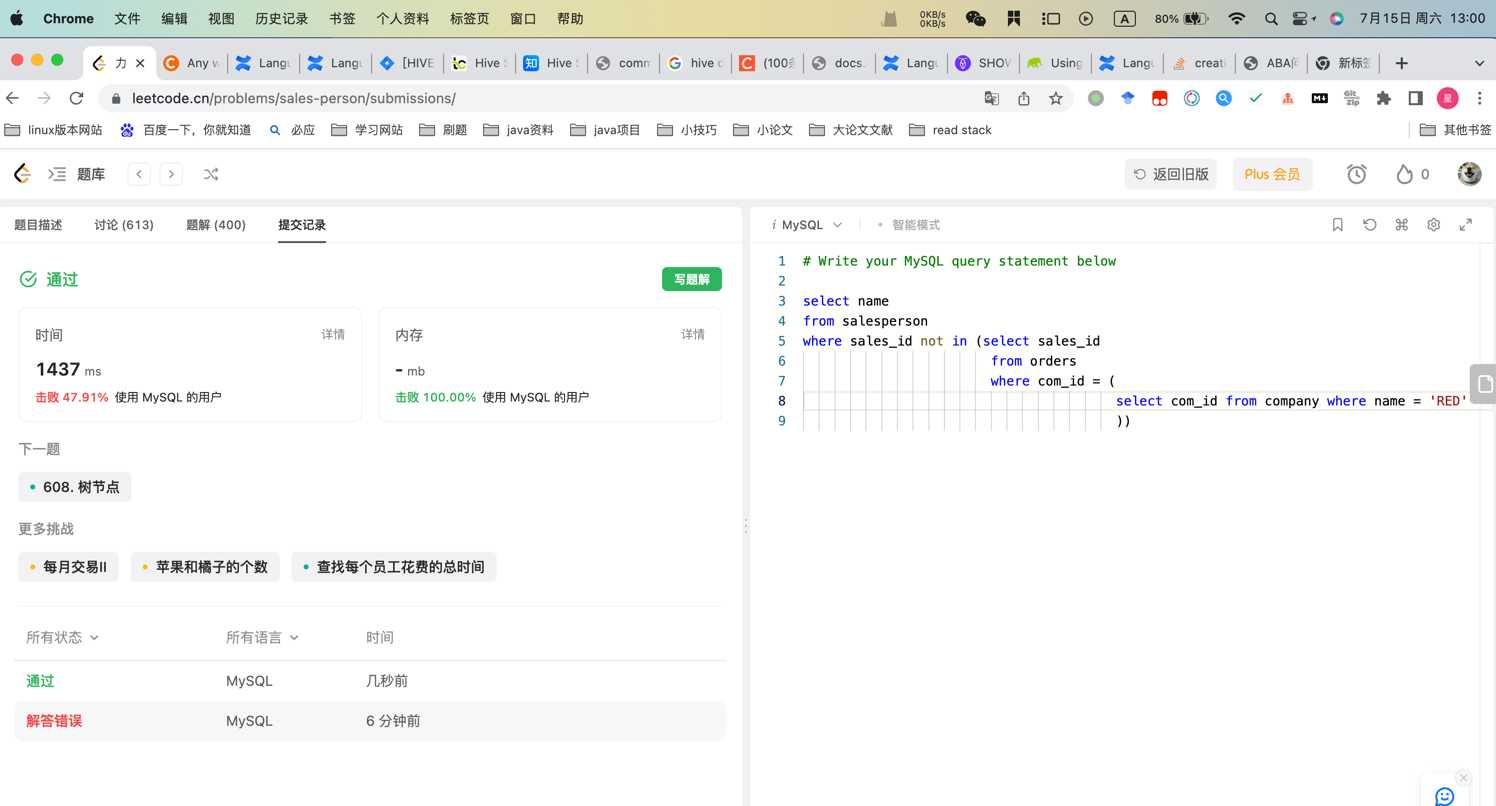 Chrome 文件 编辑 视图 历史记录 书签 个人资料 标签页 窗口 帮助 0KB/s 0KB/s A 80% 7月15日 周六 13:00
力 Any Langu Langu [HIVE Hive Hive comm hive c (100条 docs. Langu SHOW Using Langu creati ABA问 新标签
leetcode.cn/problems/sales-person/submissions/
linux版本网站 百度一下，你就知道 必应 学习网站 刷题 java资料 java项目 小技巧 小论文 大论文文献 read stack 其他书签
题库 返回旧版 Plus 会员 0
题目描述 讨论 (613) 题解 (400) 提交记录
通过 写题解
时间 详情
1437 ms
击败 47.91% 使用 MySQL 的用户
内存 详情
- mb
击败 100.00% 使用 MySQL 的用户
下一题
608. 树节点
更多挑战
每月交易II 苹果和橘子的个数 查找每个员工花费的总时间
所有状态 所有语言 时间
通过 MySQL 几秒前
解答错误 MySQL 6 分钟前
i MySQL 智能模式
1 # Write your MySQL query statement below
2
3 select name
4 from salesperson
5 where sales_id not in (select sales_id
6 from orders
7 where com_id = (
8 select com_id from company where name = 'RED'
9 ))